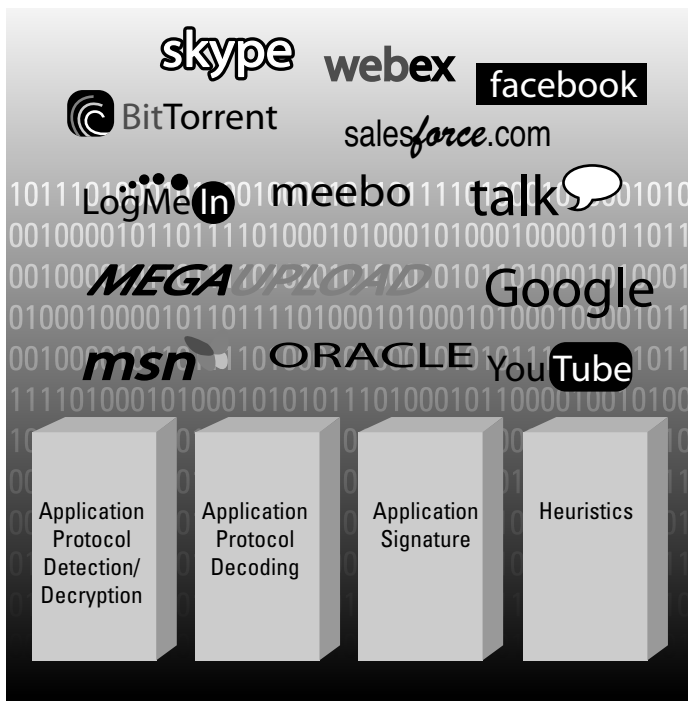 skype
webex
facebook
BitTorrent
salesforce.com
LogMeIn
meebo
talk
MEGAUPLOAD
Google
msn
ORACLE
YouTube
Application
Protocol
Detection/
Decryption
Application
Protocol
Decoding
Application
Signature
Heuristics